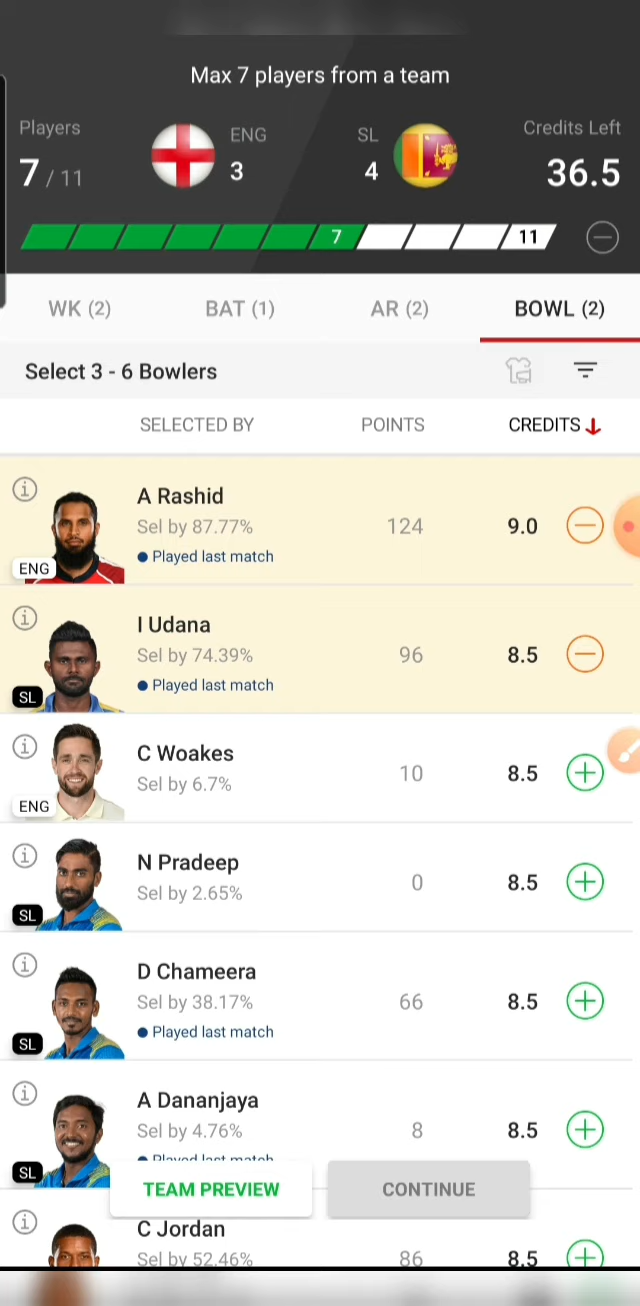 Max 7 players from a team
Players ENG SL Credits Left
7 / 11 3 4 36.5
7 11
WK (2) BAT (1) AR (2) BOWL (2)
Select 3 - 6 Bowlers
SELECTED BY POINTS CREDITS
A Rashid
Sel by 87.77% 124 9.0
Played last match
ENG
I Udana
Sel by 74.39% 96 8.5
Played last match
SL
C Woakes
Sel by 6.7% 10 8.5
ENG
N Pradeep
Sel by 2.65% 0 8.5
SL
D Chameera
Sel by 38.17% 66 8.5
Played last match
SL
A Dananjaya
Sel by 4.76% 8 8.5
Played last match
SL
TEAM PREVIEW CONTINUE
C Jordan
Sel by 52.46% 86 8.5